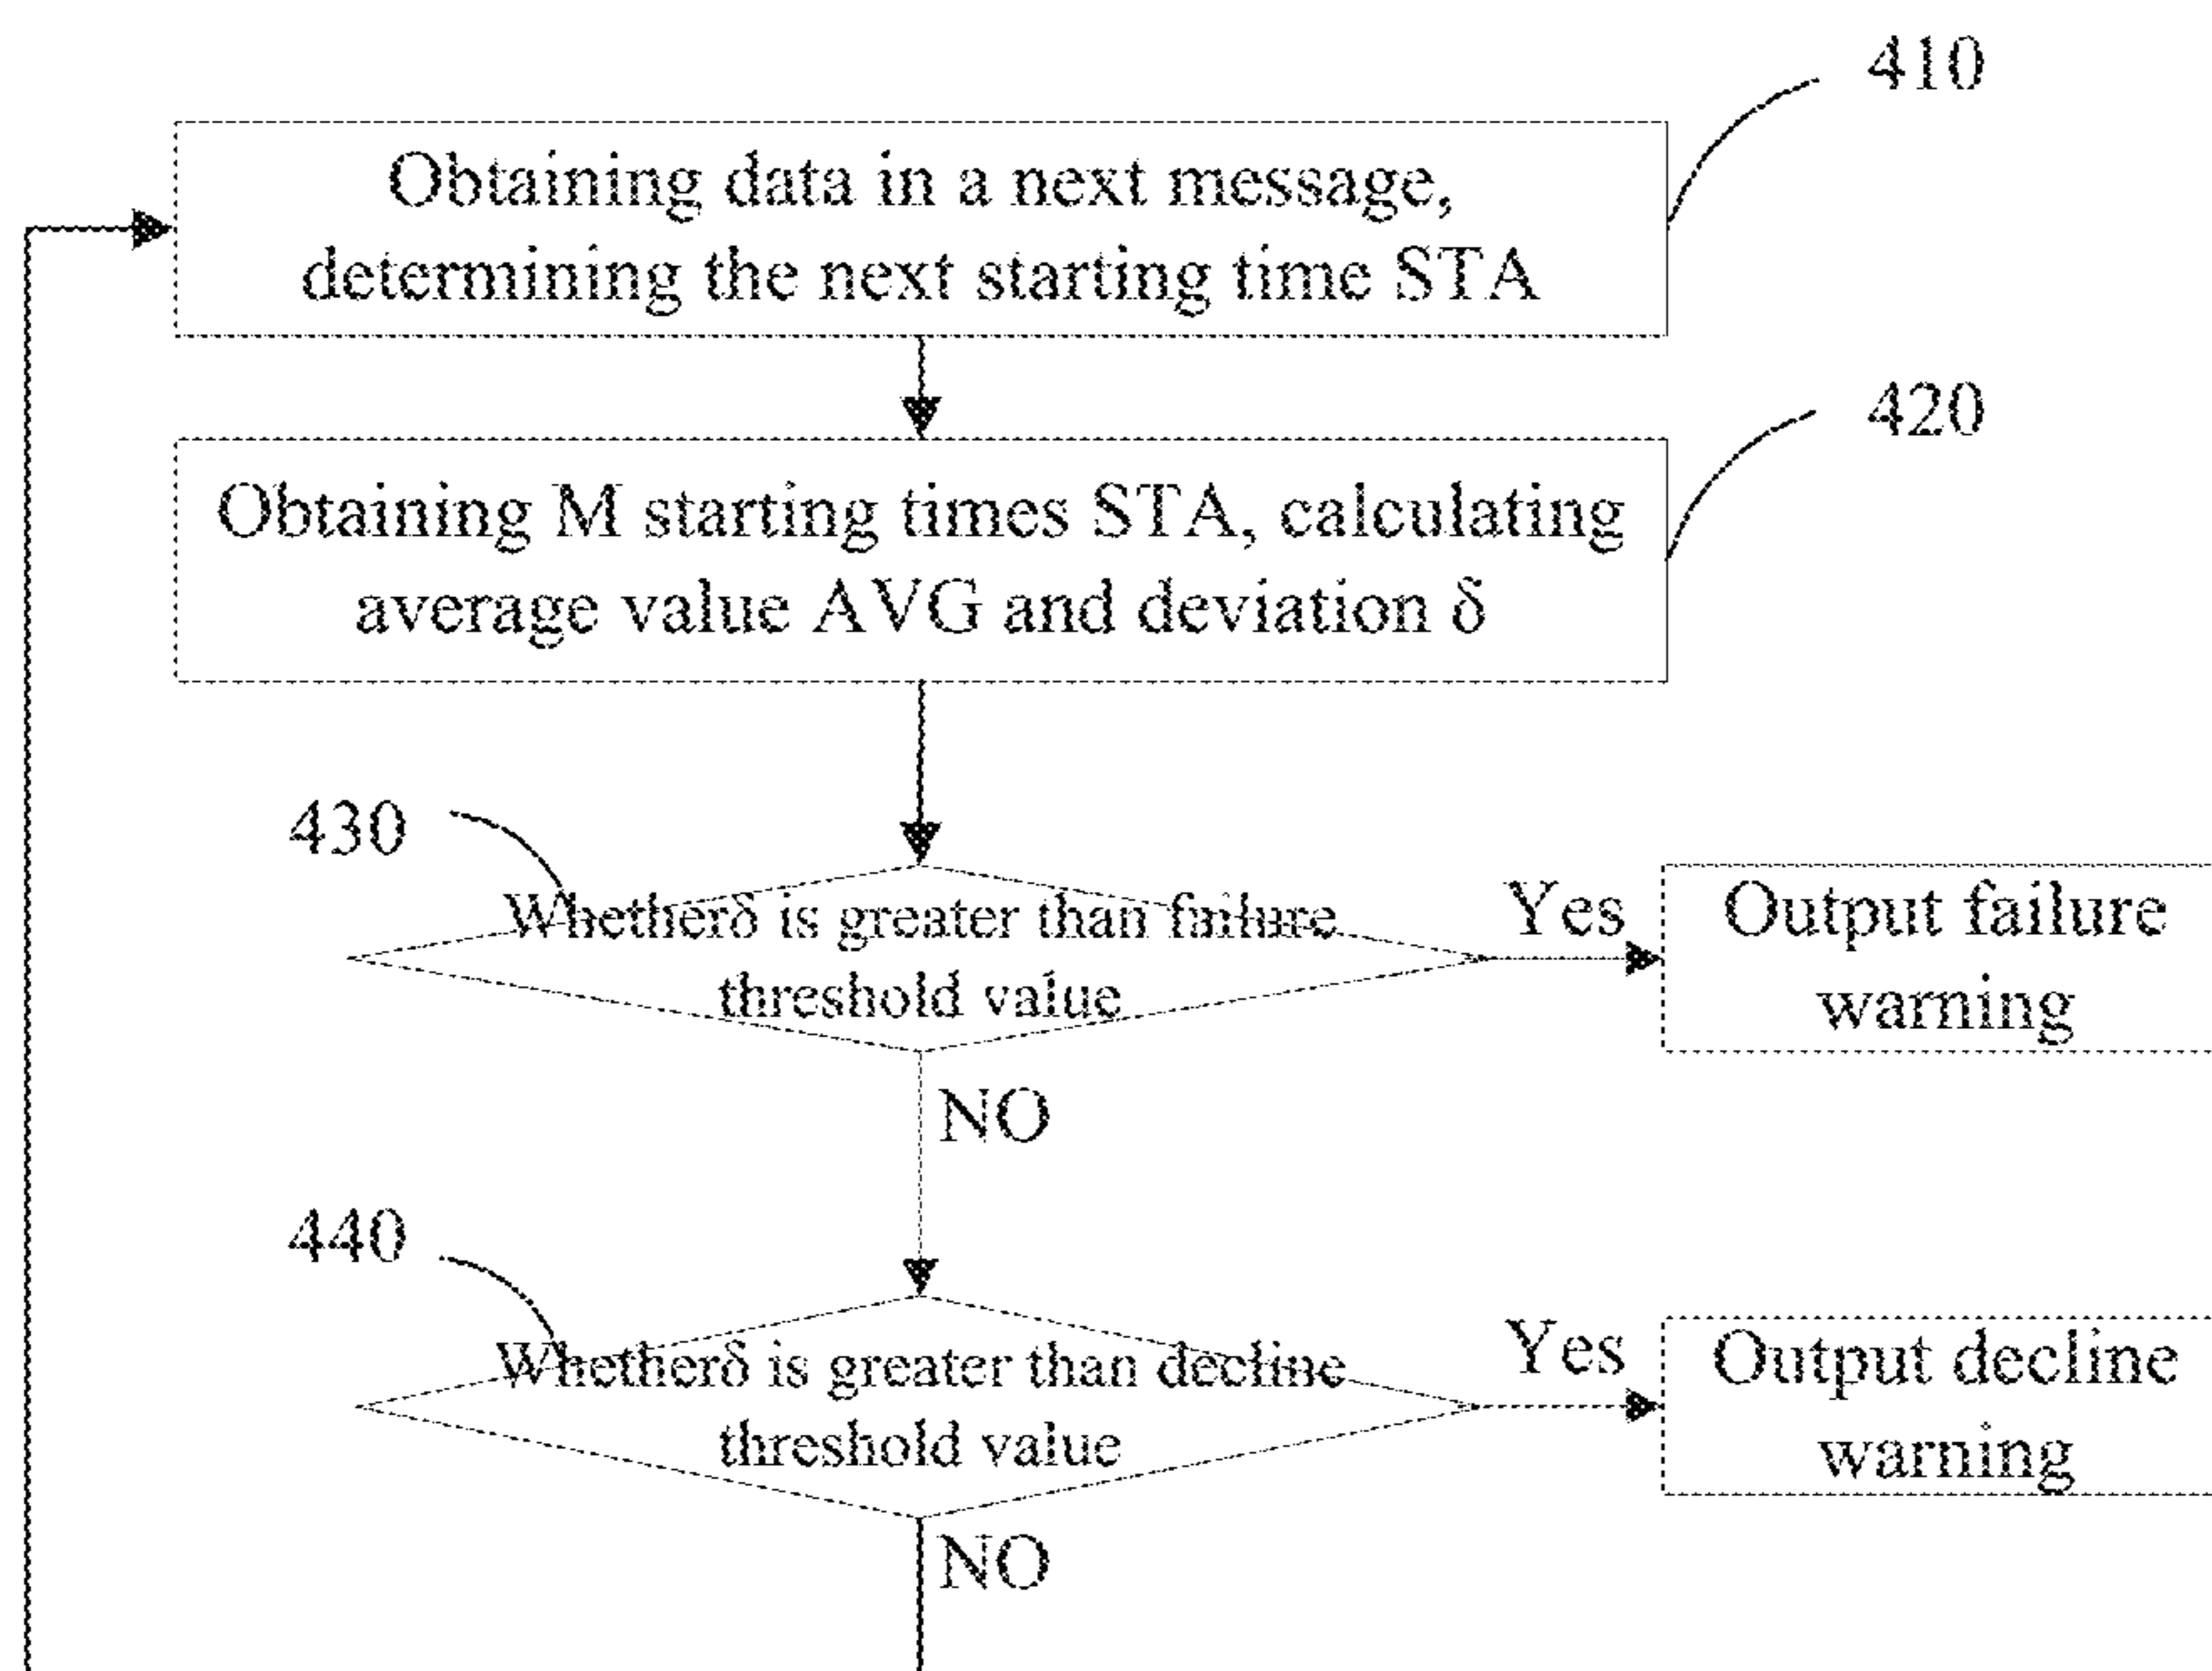 410
Obtaining data in a next message,
determining the next starting time STA
420
Obtaining M starting times STA, calculating
average value AVG and deviation δ
430
Whetherδ is greater than failure
threshold value
Yes
Output failure
warning
NO
440
Whetherδ is greater than decline
threshold value
Yes
Output decline
warning
NO